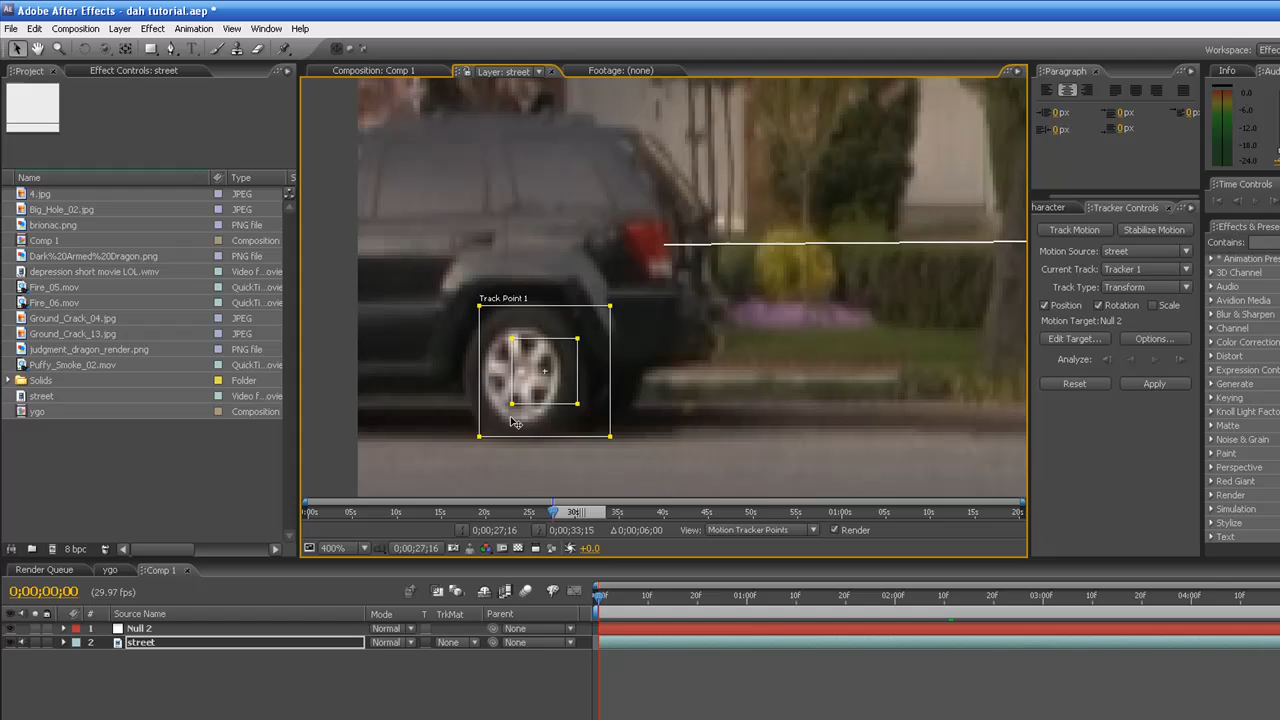 Adobe After Effects - dah tutorial.aep *
File Edit Composition Layer Effect Animation View Window Help
Workspace: Effec
Project Effect Controls: street
Composition: Comp 1 Layer: street Footage: (none)
Paragraph Info Aud
0 px 0 px 0 px
0 px 0 px
0.0
-6.0
-12.0
-18.0
-24.0
Name Type S
4.jpg JPEG
Big_Hole_02.jpg JPEG
brionac.png PNG file
Comp 1 Composition
Dark%20Armed%20Dragon.png PNG file
depression short movie LOL.wmv Video f...ovie
Fire_05.mov QuickTi...ovie
Fire_06.mov QuickTi...ovie
Ground_Crack_04.jpg JPEG
Ground_Crack_13.jpg JPEG
judgment_dragon_render.png PNG file
Puffy_Smoke_02.mov QuickTi...ovie
Solids Folder
street Video f...ovie
ygo Composition
8 bpc
Track Point 1
:00s 05s 10s 15s 20s 25s 30s 35s 40s 45s 50s 55s 01:00s 05s 10s 15s 20s
0;00;27;16 0;00;33;15 Δ 0;00;06;00 View: Motion Tracker Points Render
400% 0;00;27;16 +0.0
haracter Tracker Controls
Track Motion Stabilize Motion
Motion Source: street
Current Track: Tracker 1
Track Type: Transform
Position Rotation Scale
Motion Target: Null 2
Edit Target... Options...
Analyze:
Reset Apply
Time Controls
Effects & Prese
Contains:
* Animation Pres
3D Channel
Audio
Avidion Media
Blur & Sharpen
Channel
Color Correction
Distort
Expression Contr
Generate
Keying
Knoll Light Facto
Matte
Noise & Grain
Paint
Perspective
Red Giant
Render
Simulation
Stylize
Text
Render Queue ygo Comp 1
0;00;00;00 (29.97 fps)
# Source Name Mode T TrkMat Parent
1 Null 2 Normal None
2 street Normal None None
10f 20f 01:00f 10f 20f 02:00f 10f 20f 03:00f 10f 20f 04:00f 10f